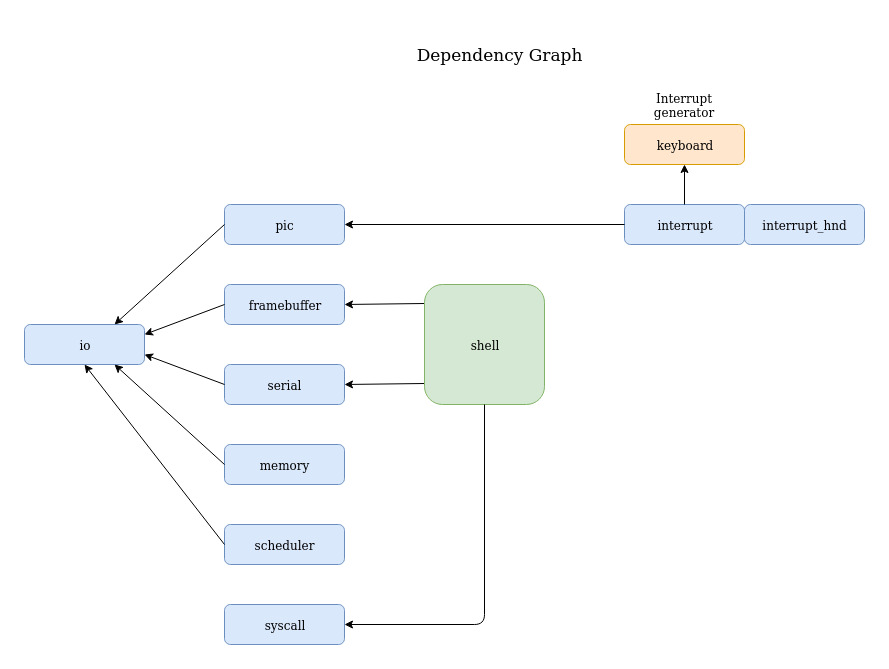 Dependency Graph
Interrupt
generator
keyboard
pic
interrupt
interrupt_hnd
framebuffer
io
shell
serial
memory
scheduler
syscall